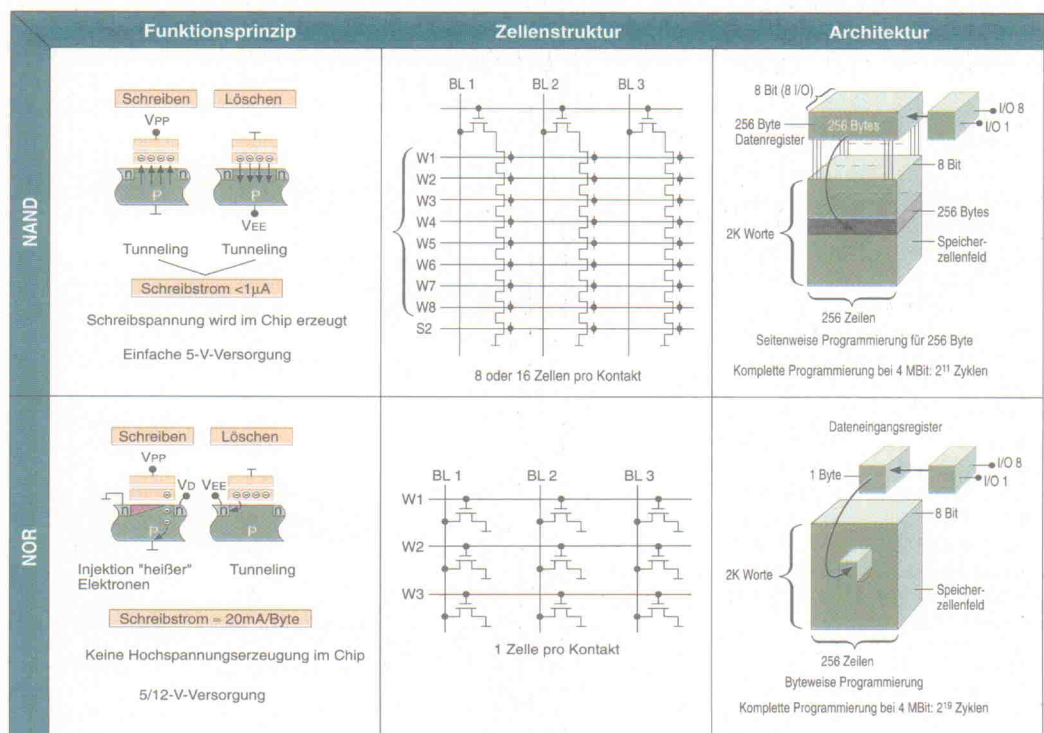 Funktionsprinzip
Zellenstruktur
Architektur
NAND
Schreiben
Löschen
VPP
P
P
VEE
Tunneling
Tunneling
Schreibstrom <1µA
Schreibspannung wird im Chip erzeugt
Einfache 5-V-Versorgung
BL 1
BL 2
BL 3
W1
W2
W3
W4
W5
W6
W7
W8
S2
8 oder 16 Zellen pro Kontakt
8 Bit (8 I/O)
256 Byte
Datenregister
256 Bytes
I/O 8
I/O 1
8 Bit
256 Bytes
2K Worte
Speicher-
zellenfeld
256 Zeilen
Seitenweise Programmierung für 256 Byte
Komplette Programmierung bei 4 MBit: 2¹¹ Zyklen
NOR
Schreiben
Löschen
VPP
VD
VEE
P
P
Injektion "heißer"
Elektronen
Tunneling
Schreibstrom = 20mA/Byte
Keine Hochspannungserzeugung im Chip
5/12-V-Versorgung
BL 1
BL 2
BL 3
W1
W2
W3
1 Zelle pro Kontakt
Dateneingangsregister
1 Byte
I/O 8
I/O 1
8 Bit
2K Worte
Speicher-
zellenfeld
256 Zeilen
Byteweise Programmierung
Komplette Programmierung bei 4 MBit: 2¹⁹ Zyklen